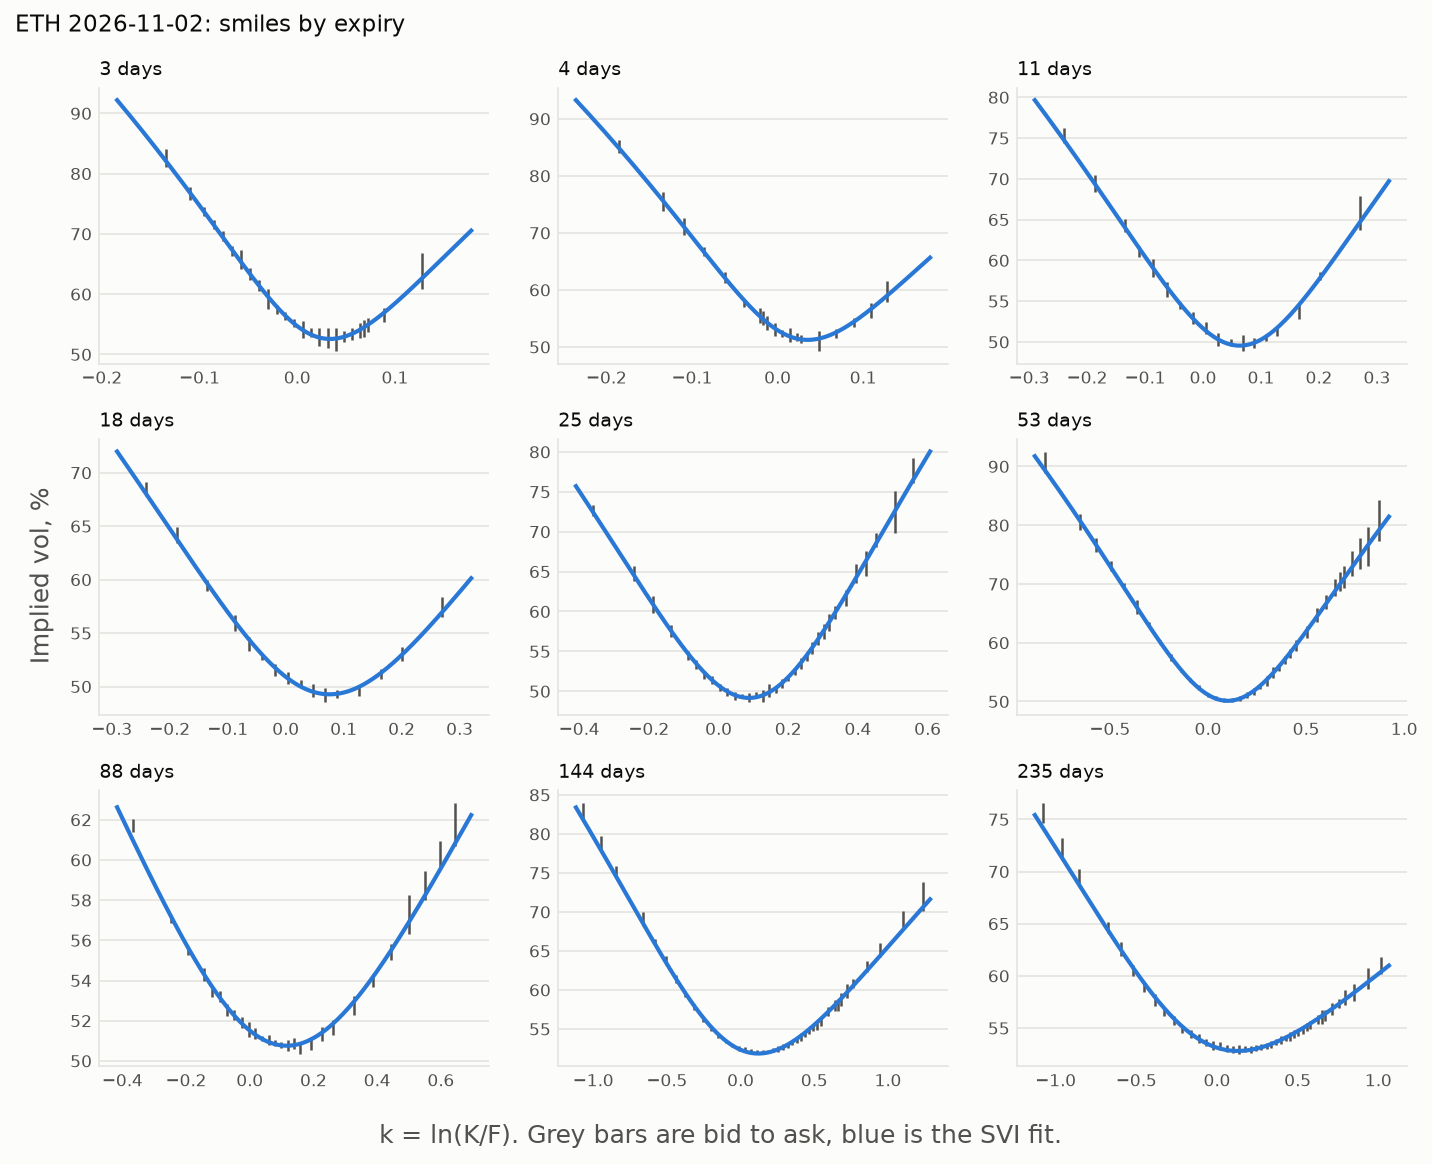 ETH 2026-11-02: smiles by expiry
3 days
4 days
11 days
90
80
70
60
50
−0.2 −0.1 0.0 0.1
90
80
70
60
50
−0.2 −0.1 0.0 0.1
80
75
70
65
60
55
50
−0.3 −0.2 −0.1 0.0 0.1 0.2 0.3
18 days
25 days
53 days
Implied vol, %
70
65
60
55
50
−0.3 −0.2 −0.1 0.0 0.1 0.2 0.3
80
75
70
65
60
55
50
−0.4 −0.2 0.0 0.2 0.4 0.6
90
80
70
60
50
−0.5 0.0 0.5 1.0
88 days
144 days
235 days
62
60
58
56
54
52
50
−0.4 −0.2 0.0 0.2 0.4 0.6
85
80
75
70
65
60
55
−1.0 −0.5 0.0 0.5 1.0
75
70
65
60
55
−1.0 −0.5 0.0 0.5 1.0
k = ln(K/F). Grey bars are bid to ask, blue is the SVI fit.